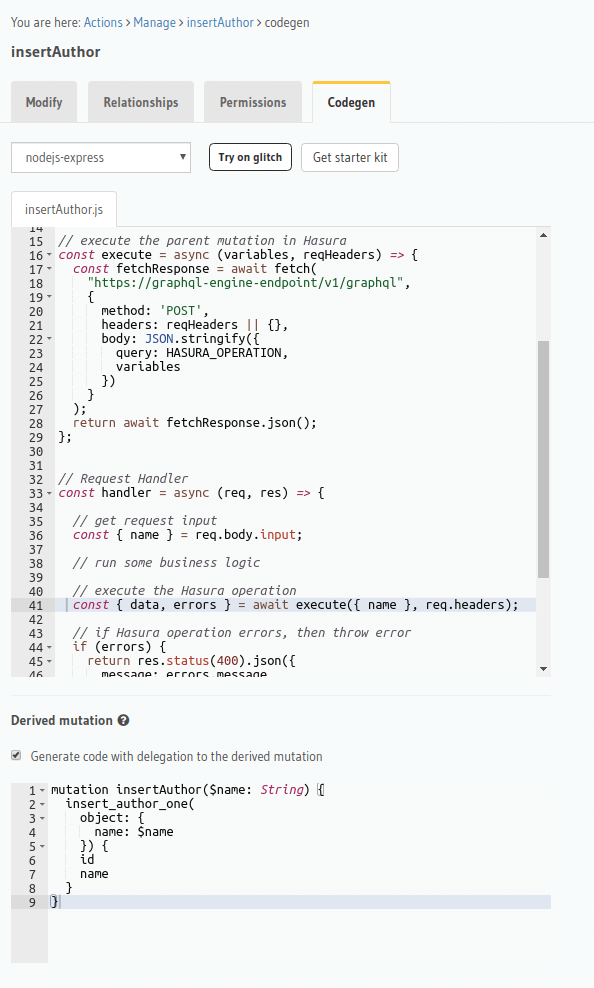 You are here: Actions > Manage > insertAuthor > codegen
insertAuthor
Modify Relationships Permissions Codegen
nodejs-express Try on glitch Get starter kit
insertAuthor.js
14
15 // execute the parent mutation in Hasura
16 const execute = async (variables, reqHeaders) => {
17 const fetchResponse = await fetch(
18 "https://graphql-engine-endpoint/v1/graphql",
19 {
20 method: 'POST',
21 headers: reqHeaders || {},
22 body: JSON.stringify({
23 query: HASURA_OPERATION,
24 variables
25 })
26 }
27 );
28 return await fetchResponse.json();
29 };
30
31
32 // Request Handler
33 const handler = async (req, res) => {
34
35 // get request input
36 const { name } = req.body.input;
37
38 // run some business logic
39
40 // execute the Hasura operation
41 const { data, errors } = await execute({ name }, req.headers);
42
43 // if Hasura operation errors, then throw error
44 if (errors) {
45 return res.status(400).json({
46 message: errors.message
Derived mutation ?
Generate code with delegation to the derived mutation
1 mutation insertAuthor($name: String) {
2 insert_author_one(
3 object: {
4 name: $name
5 }) {
6 id
7 name
8 }
9 }